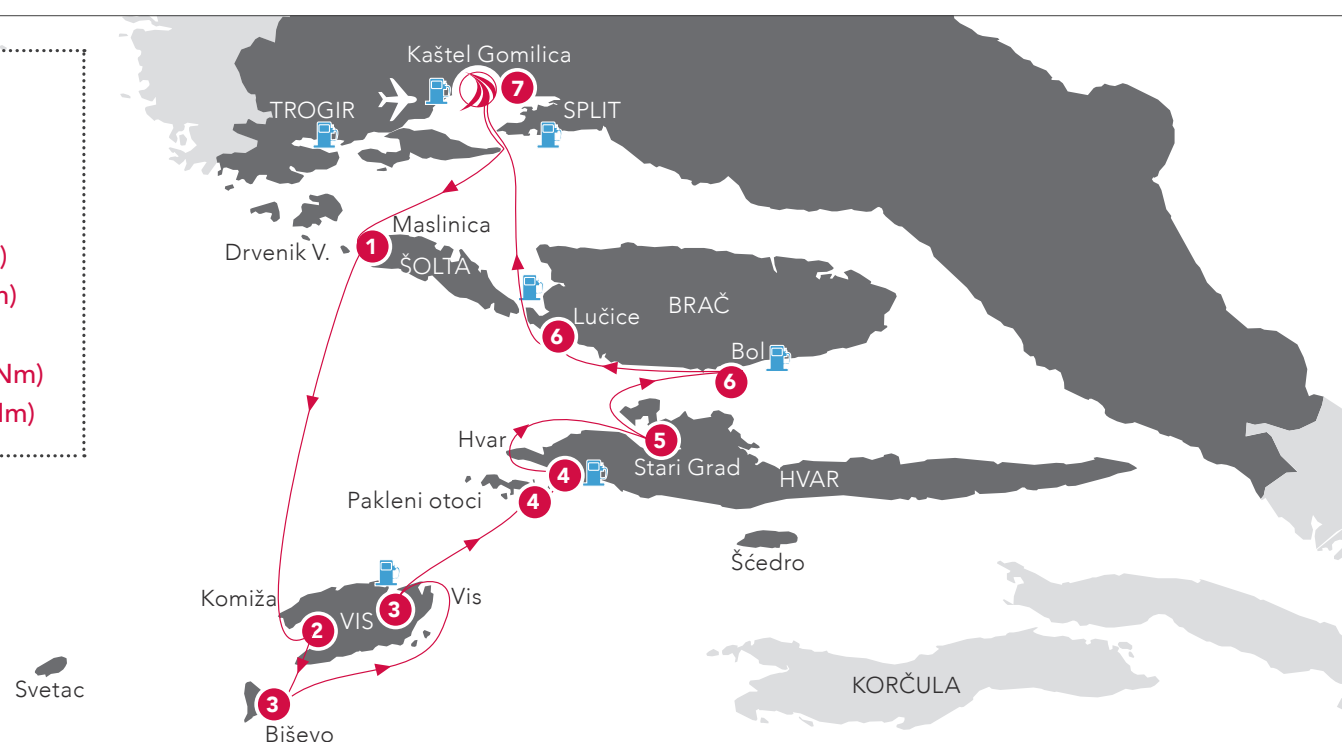 Kaštel Gomilica
7
TROGIR
SPLIT
Maslinica
Drvenik V.
1
ŠOLTA
)
BRAČ
Lučice
6
Bol
6
Nm)
Hvar
5
Stari Grad
4
HVAR
Pakleni otoci
4
Šćedro
Komiža
Vis
3
VIS
2
KORČULA
Svetac
3
Biševo